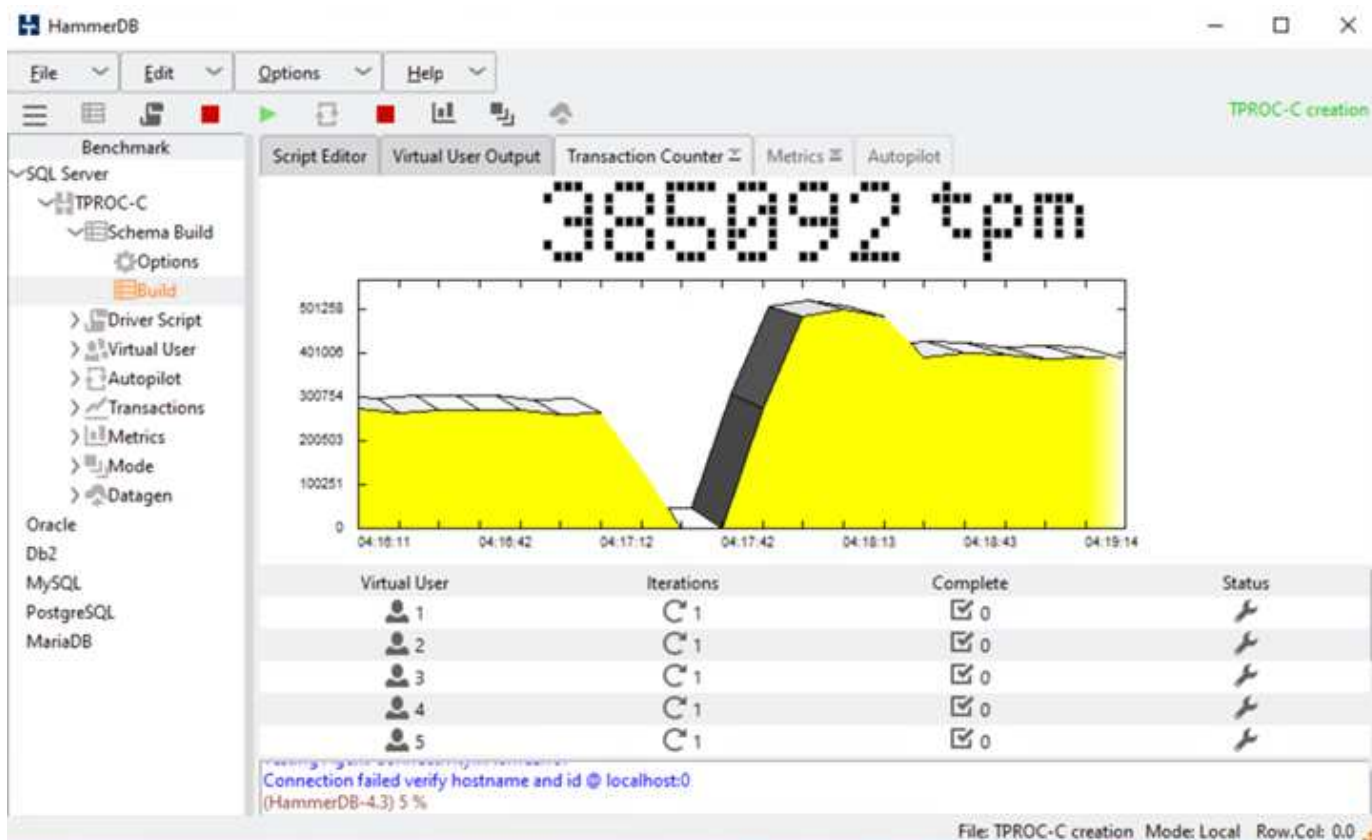 HammerDB
File Edit Options Help
TPROC-C creation
Benchmark
SQL Server
TPROC-C
Schema Build
Options
Build
Driver Script
Virtual User
Autopilot
Transactions
Metrics
Mode
Datagen
Oracle
Db2
MySQL
PostgreSQL
MariaDB
Script Editor Virtual User Output Transaction Counter Metrics Autopilot
385092 tpm
501258
401006
300754
200503
100251
0
04:16:11 04:16:42 04:17:12 04:17:42 04:18:13 04:18:43 04:19:14
Virtual User Iterations Complete Status
1 1 0
2 1 0
3 1 0
4 1 0
5 1 0
Connection failed verify hostname and id @ localhost:0
(HammerDB-4.3) 5 %
File: TPROC-C creation Mode: Local Row,Col: 0.0